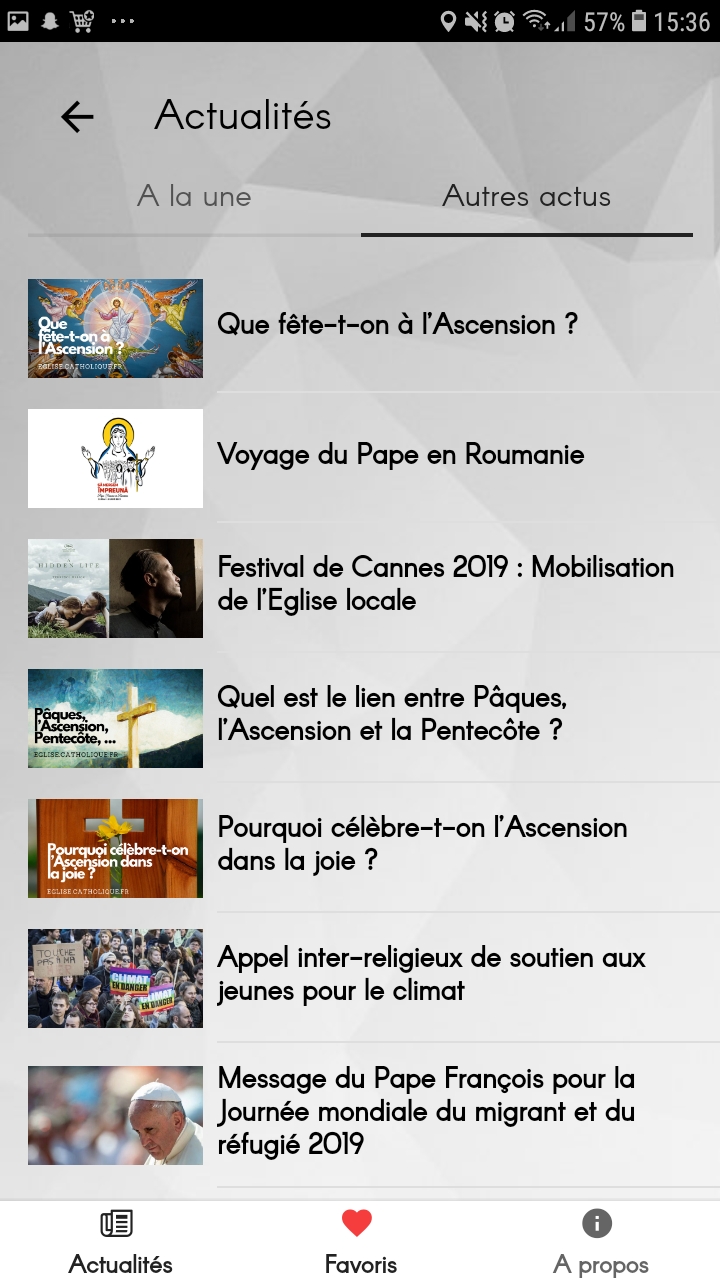 57% 15:36
Actualités
A la une
Autres actus
Que
fête-t-on à
l'Ascension ?
EGLISE.CATHOLIQUE.FR
Que fête-t-on à l'Ascension ?
ÎMPREUNĂ
Voyage du Pape en Roumanie
HIDDEN LIFE
Festival de Cannes 2019 : Mobilisation
de l'Eglise locale
Pâques,
l'Ascension,
Pentecôte, ...
EGLISE.CATHOLIQUE.FR
Quel est le lien entre Pâques,
l'Ascension et la Pentecôte ?
Pourquoi célèbre-t-on
l'Ascension dans
la joie ?
EGLISE.CATHOLIQUE.FR
Pourquoi célèbre-t-on l'Ascension
dans la joie ?
TOUCHE
PAS À MA
CLIMAT
EN DANGER
CLIMAT
EN DANGER
Appel inter-religieux de soutien aux
jeunes pour le climat
Message du Pape François pour la
Journée mondiale du migrant et du
réfugié 2019
Actualités
Favoris
A propos